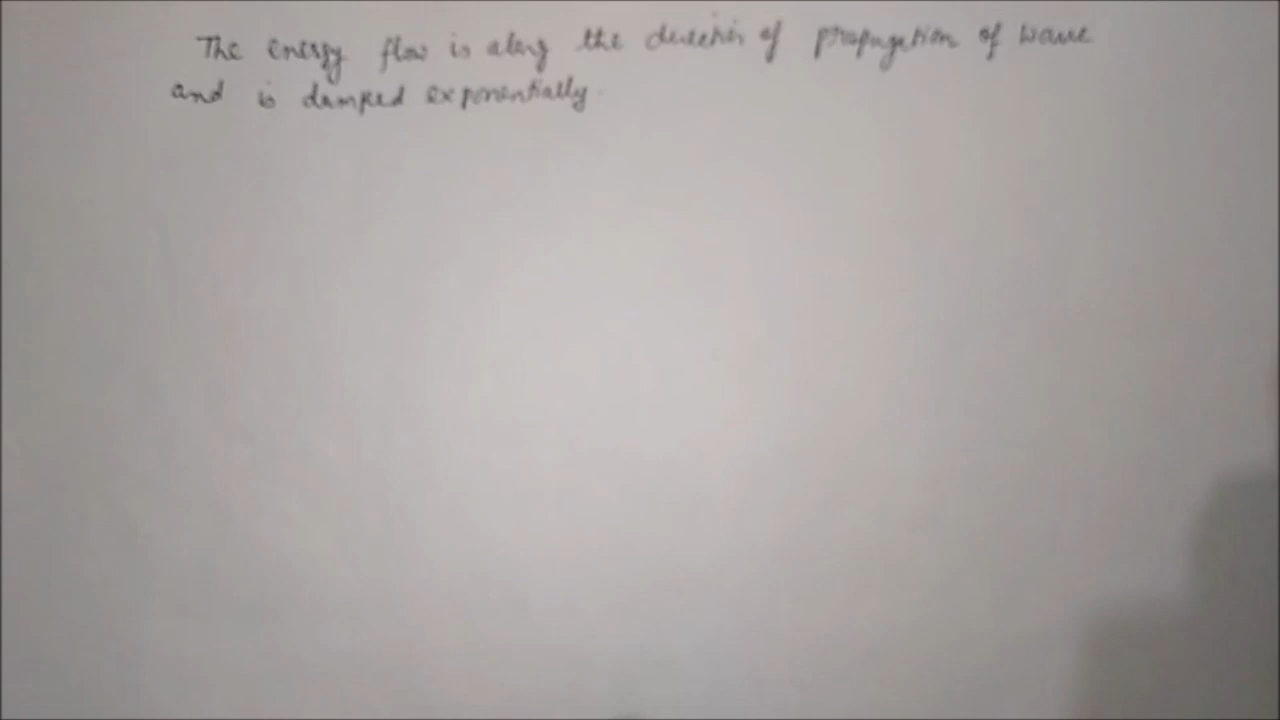 The energy flow is along the direction of propagation of wave
and is damped exponentially.